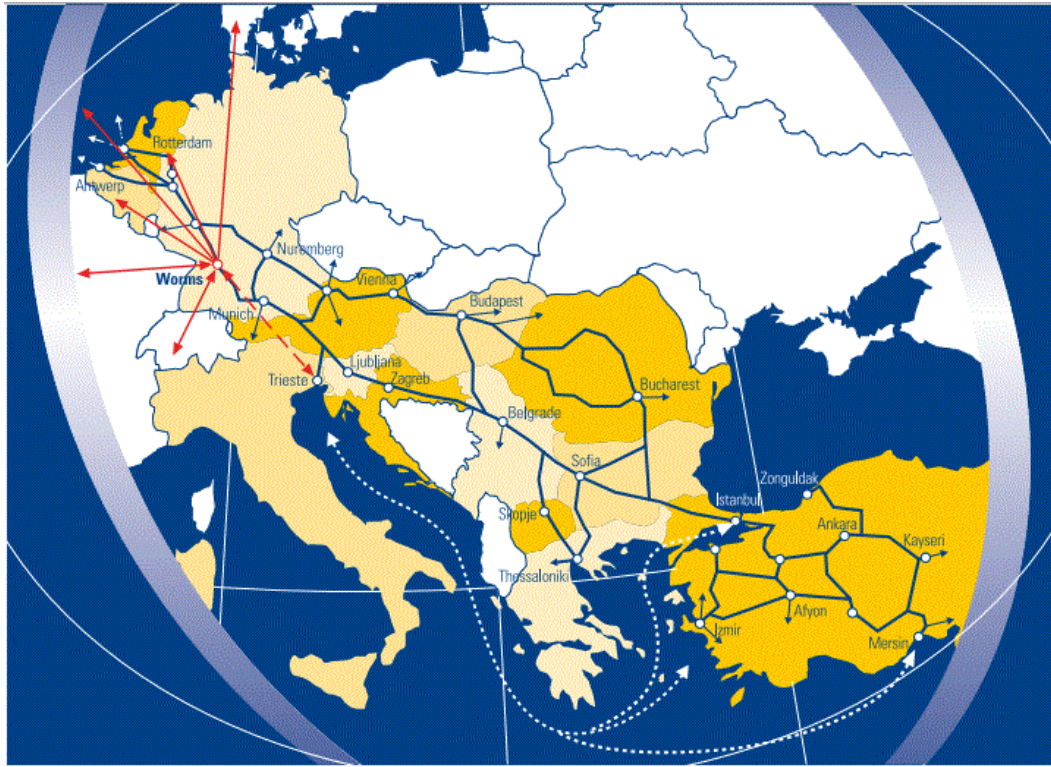 Rotterdam
Antwerp
Nuremberg
Worms
Vienna
Munich
Budapest
Ljubljana
Trieste
Zagreb
Bucharest
Belgrade
Sofia
Zonguldak
Istanbul
Skopje
Ankara
Kayseri
Thessaloniki
Afyon
Izmir
Mersin